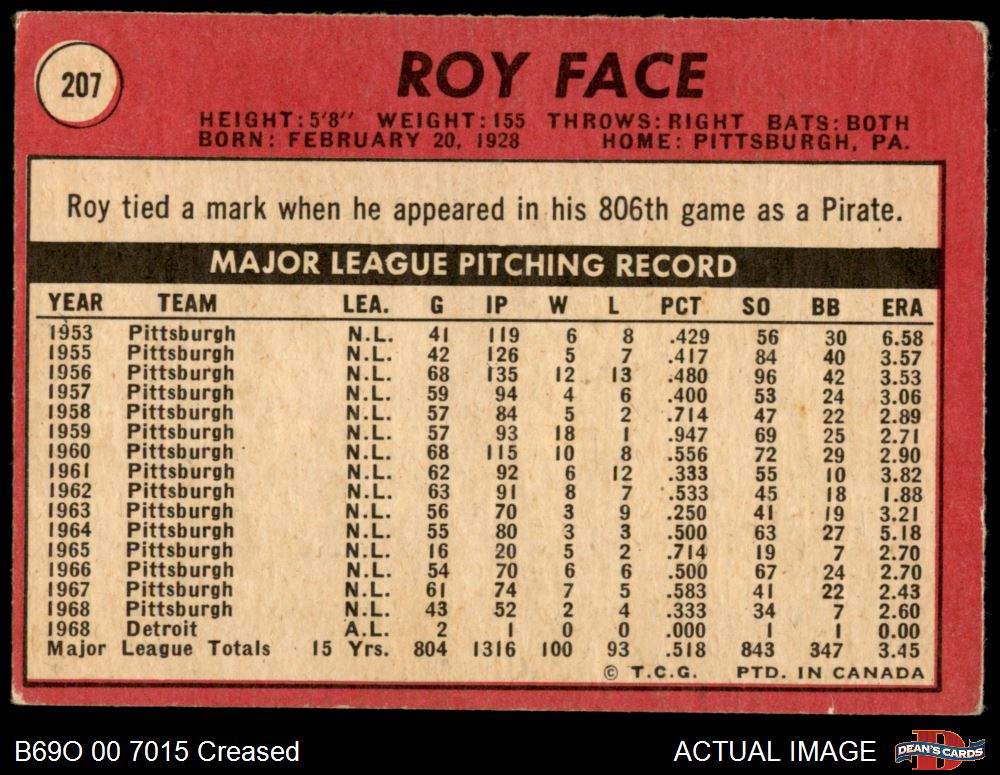 207
ROY FACE
HEIGHT: 5'8" WEIGHT: 155 THROWS: RIGHT BATS: BOTH
BORN: FEBRUARY 20, 1928 HOME: PITTSBURGH, PA.
Roy tied a mark when he appeared in his 806th game as a Pirate.
MAJOR LEAGUE PITCHING RECORD
YEAR TEAM LEA. G IP W L PCT SO BB ERA
1953 Pittsburgh N.L. 41 119 6 8 .429 56 30 6.58
1955 Pittsburgh N.L. 42 126 5 7 .417 84 40 3.57
1956 Pittsburgh N.L. 68 135 12 13 .480 96 42 3.53
1957 Pittsburgh N.L. 59 94 4 6 .400 53 24 3.06
1958 Pittsburgh N.L. 57 84 5 2 .714 47 22 2.89
1959 Pittsburgh N.L. 57 93 18 1 .947 69 25 2.71
1960 Pittsburgh N.L. 68 115 10 8 .556 72 29 2.90
1961 Pittsburgh N.L. 62 92 6 12 .333 55 10 3.82
1962 Pittsburgh N.L. 63 91 8 7 .533 45 18 1.88
1963 Pittsburgh N.L. 56 70 3 9 .250 41 19 3.21
1964 Pittsburgh N.L. 55 80 3 3 .500 63 27 5.18
1965 Pittsburgh N.L. 16 20 5 2 .714 19 7 2.70
1966 Pittsburgh N.L. 54 70 6 6 .500 67 24 2.70
1967 Pittsburgh N.L. 61 74 7 5 .583 41 22 2.43
1968 Pittsburgh N.L. 43 52 2 4 .333 34 7 2.60
1968 Detroit A.L. 2 1 0 0 .000 1 1 0.00
Major League Totals 15 Yrs. 804 1316 100 93 .518 843 347 3.45
© T.C.G. PTD. IN CANADA
B69O 00 7015 Creased ACTUAL IMAGE DEAN'S CARDS